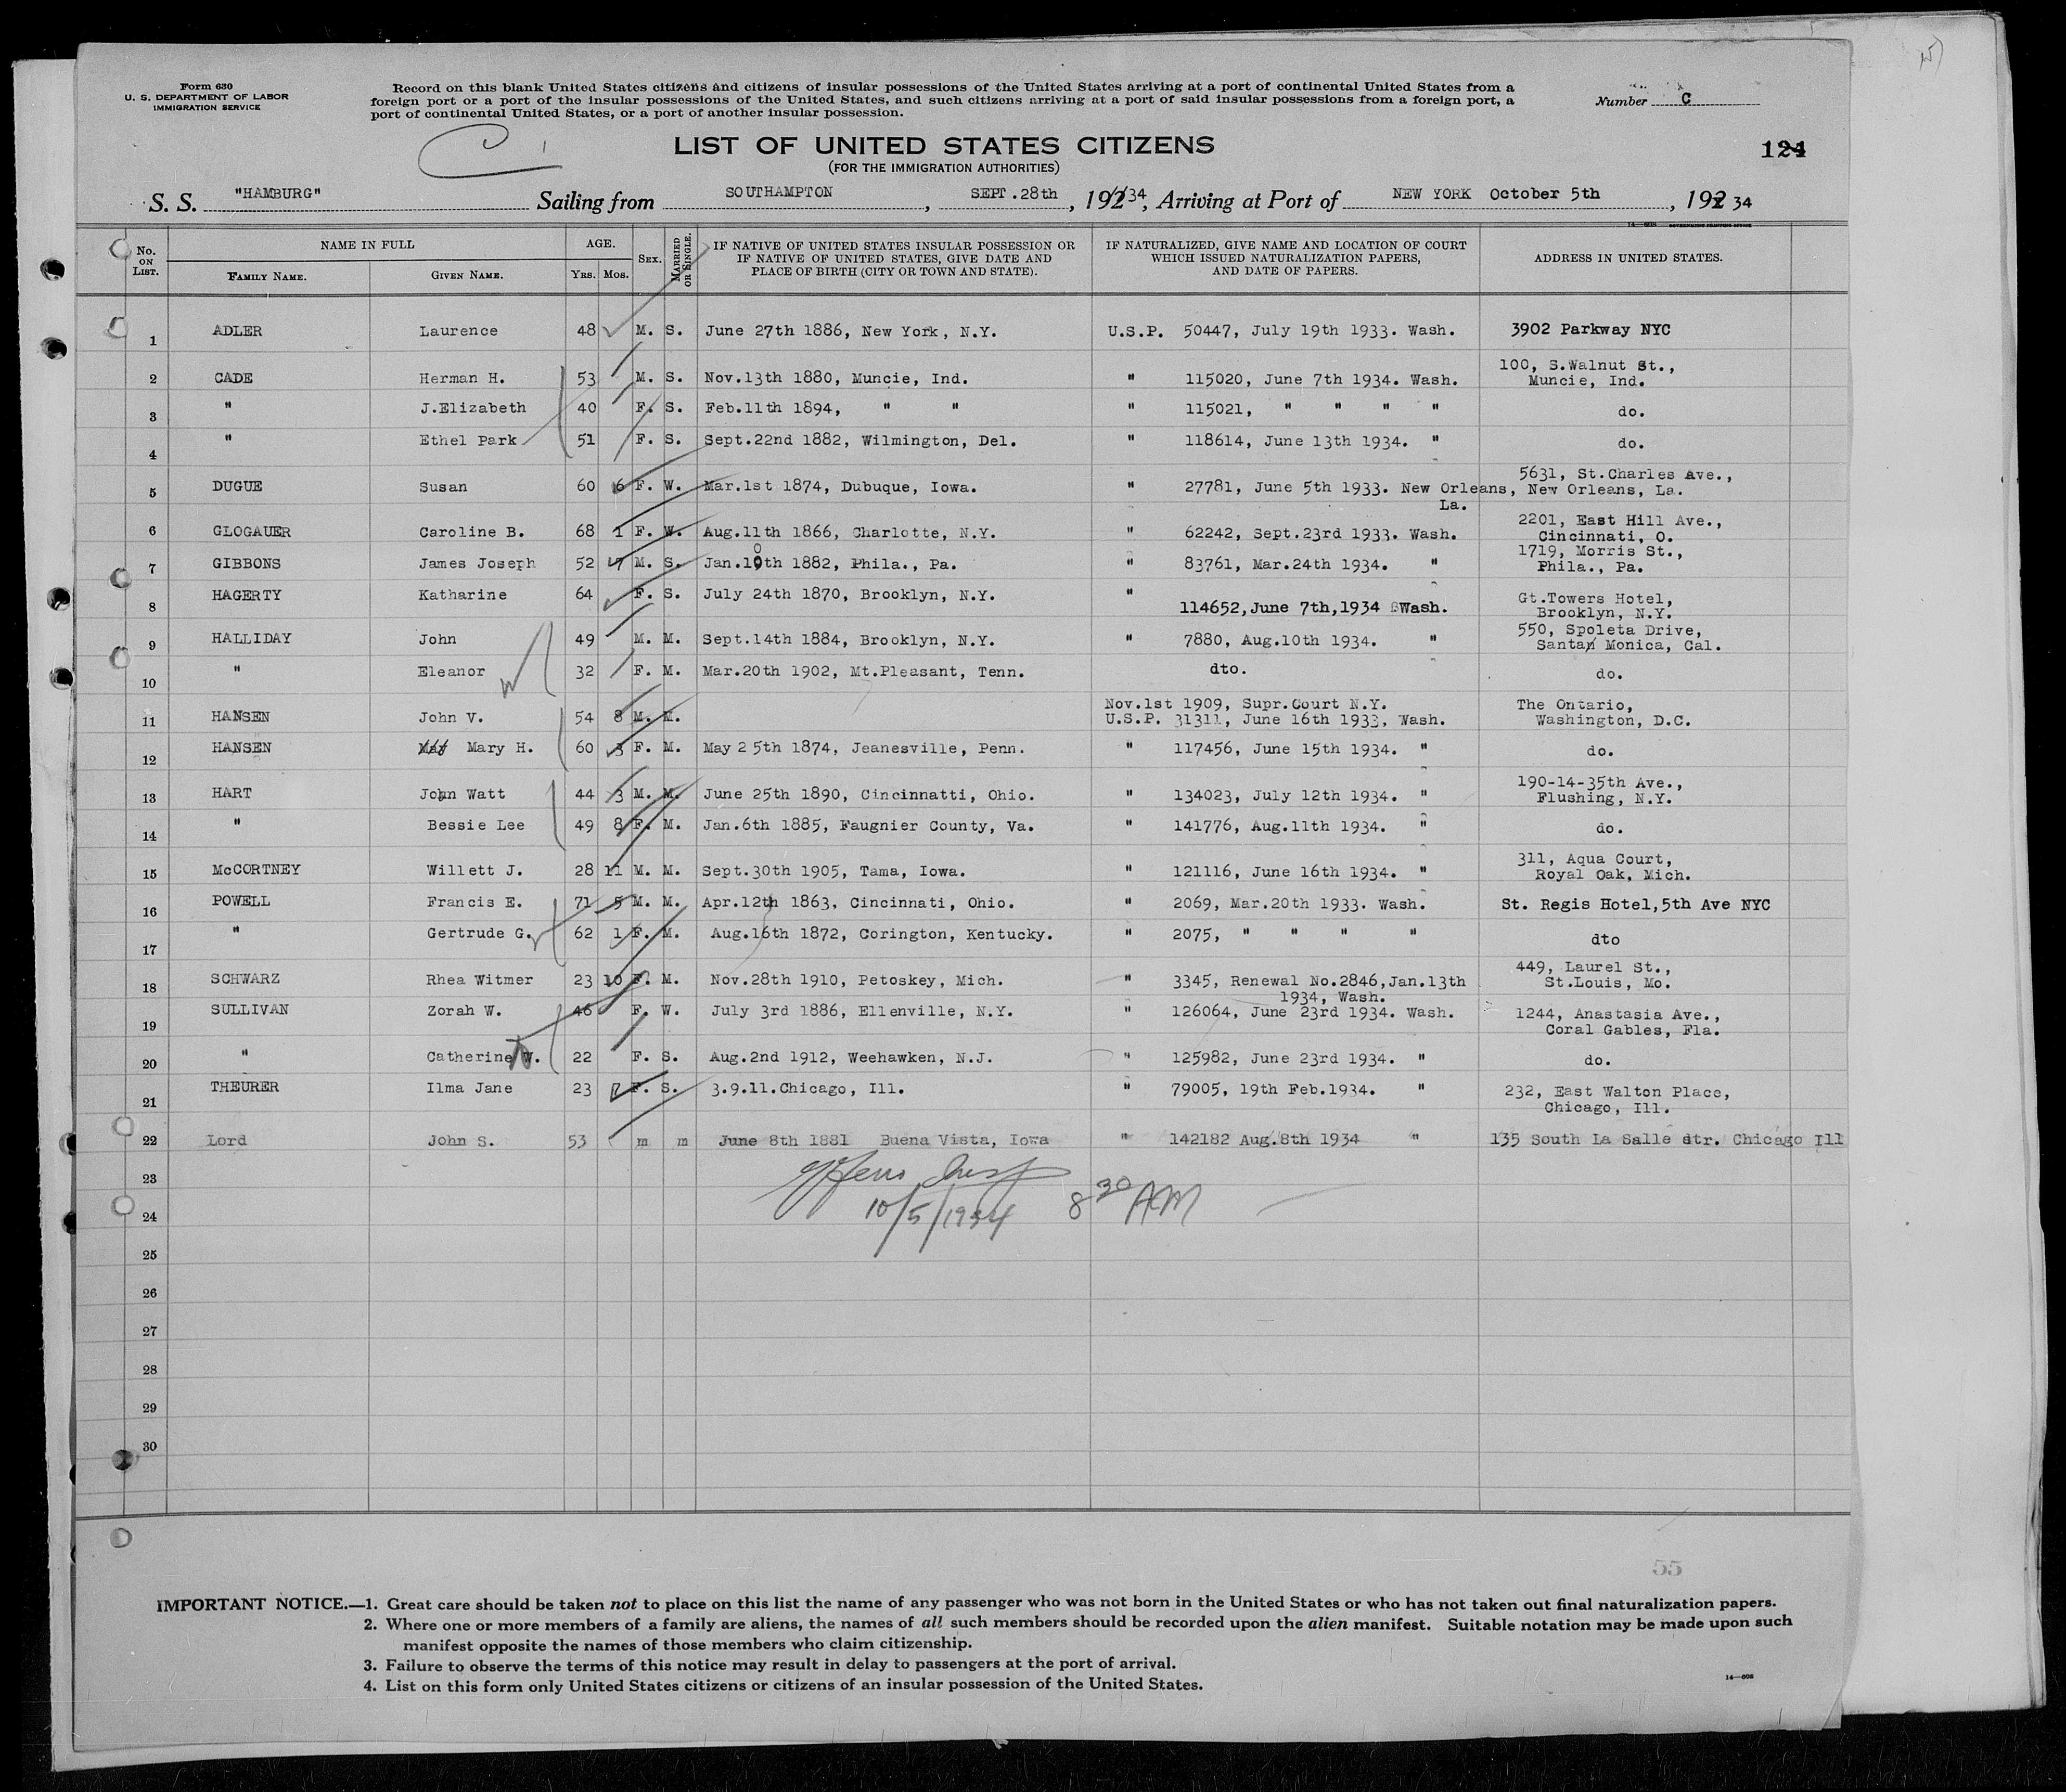 Form 630
U. S. DEPARTMENT OF LABOR
IMMIGRATION SERVICE
Record on this blank United States citizens and citizens of insular possessions of the United States arriving at a port of continental United States from a
foreign port or a port of the insular possessions of the United States, and such citizens arriving at a port of said insular possessions from a foreign port, a
port of continental United States, or a port of another insular possession.
Number C
C
LIST OF UNITED STATES CITIZENS
(FOR THE IMMIGRATION AUTHORITIES)
124
S. S. "HAMBURG" Sailing from SOUTHAMPTON, SEPT.28th, 192 34, Arriving at Port of NEW YORK October 5th, 192 34
No. ON LIST. NAME IN FULL FAMILY NAME. GIVEN NAME. AGE. YRS. MOS. SEX. MARRIED OR SINGLE.
IF NATIVE OF UNITED STATES INSULAR POSSESSION OR
IF NATIVE OF UNITED STATES, GIVE DATE AND
PLACE OF BIRTH (CITY OR TOWN AND STATE).
IF NATURALIZED, GIVE NAME AND LOCATION OF COURT
WHICH ISSUED NATURALIZATION PAPERS,
AND DATE OF PAPERS.
ADDRESS IN UNITED STATES.
1 ADLER Laurence 48 M. S. June 27th 1886, New York, N.Y. U.S.P. 50447, July 19th 1933. Wash. 3902 Parkway NYC
2 CADE Herman H. 53 M. S. Nov.13th 1880, Muncie, Ind. " 115020, June 7th 1934. Wash. 100, S.Walnut St.,
Muncie, Ind.
3 " J.Elizabeth 40 F. S. Feb.11th 1894, " " " 115021, " " " " do.
4 " Ethel Park 51 F. S. Sept.22nd 1882, Wilmington, Del. " 118614, June 13th 1934. " do.
5 DUGUE Susan 60 6 F. W. Mar.1st 1874, Dubuque, Iowa. " 27781, June 5th 1933. New Orleans, La. 5631, St.Charles Ave.,
New Orleans, La.
6 GLOGAUER Caroline B. 68 1 F. W. Aug.11th 1866, Charlotte, N.Y. " 62242, Sept.23rd 1933. Wash. 2201, East Hill Ave.,
Cincinnati, O.
7 GIBBONS James Joseph 52 7 M. S. Jan.10th 1882, Phila., Pa. " 83761, Mar.24th 1934. " 1719, Morris St.,
Phila., Pa.
8 HAGERTY Katharine 64 F. S. July 24th 1870, Brooklyn, N.Y. " 114652,June 7th,1934 Wash. Gt.Towers Hotel,
Brooklyn, N.Y.
9 HALLIDAY John 49 M. M. Sept.14th 1884, Brooklyn, N.Y. " 7880, Aug.10th 1934. " 550, Spoleta Drive,
Santa Monica, Cal.
10 " Eleanor 32 F. M. Mar.20th 1902, Mt.Pleasant, Tenn. dto. do.
11 HANSEN John V. 54 8 M. M. Nov.1st 1909, Supr.Court N.Y. The Ontario,
U.S.P. 31311, June 16th 1933, Wash. Washington, D.C.
12 HANSEN Mary H. 60 3 F. M. May 25th 1874, Jeanesville, Penn. " 117456, June 15th 1934. " do.
13 HART John Watt 44 3 M. M. June 25th 1890, Cincinnatti, Ohio. " 134023, July 12th 1934. " 190-14-35th Ave.,
Flushing, N.Y.
14 " Bessie Lee 49 8 F. M. Jan.6th 1885, Faugnier County, Va. " 141776, Aug.11th 1934. " do.
15 McCORTNEY Willett J. 28 11 M. M. Sept.30th 1905, Tama, Iowa. " 121116, June 16th 1934. " 311, Aqua Court,
Royal Oak, Mich.
16 POWELL Francis E. 71 5 M. M. Apr.12th 1863, Cincinnati, Ohio. " 2069, Mar.20th 1933. Wash. St. Regis Hotel,5th Ave NYC
17 " Gertrude G. 62 1 F. M. Aug.16th 1872, Corington, Kentucky. " 2075, " " " " dto
18 SCHWARZ Rhea Witmer 23 10 F. M. Nov.28th 1910, Petoskey, Mich. " 3345, Renewal No.2846,Jan.13th 449, Laurel St.,
1934, Wash. St.Louis, Mo.
19 SULLIVAN Zorah W. 46 F. W. July 3rd 1886, Ellenville, N.Y. " 126064, June 23rd 1934. Wash. 1244, Anastasia Ave.,
Coral Gables, Fla.
20 " Catherine W. 22 F. S. Aug.2nd 1912, Weehawken, N.J. " 125982, June 23rd 1934. " do.
21 THEURER Ilma Jane 23 7 F. S. 3.9.11.Chicago, Ill. " 79005, 19th Feb.1934. " 232, East Walton Place,
Chicago, Ill.
22 Lord John S. 53 m m June 8th 1881 Buena Vista, Iowa " 142182 Aug.8th 1934 " 135 South La Salle str. Chicago Ill
23
10/5/1934 8 30 AM
24
25
26
27
28
29
30
55
IMPORTANT NOTICE.—1. Great care should be taken not to place on this list the name of any passenger who was not born in the United States or who has not taken out final naturalization papers.
2. Where one or more members of a family are aliens, the names of all such members should be recorded upon the alien manifest. Suitable notation may be made upon such
manifest opposite the names of those members who claim citizenship.
3. Failure to observe the terms of this notice may result in delay to passengers at the port of arrival.
4. List on this form only United States citizens or citizens of an insular possession of the United States.